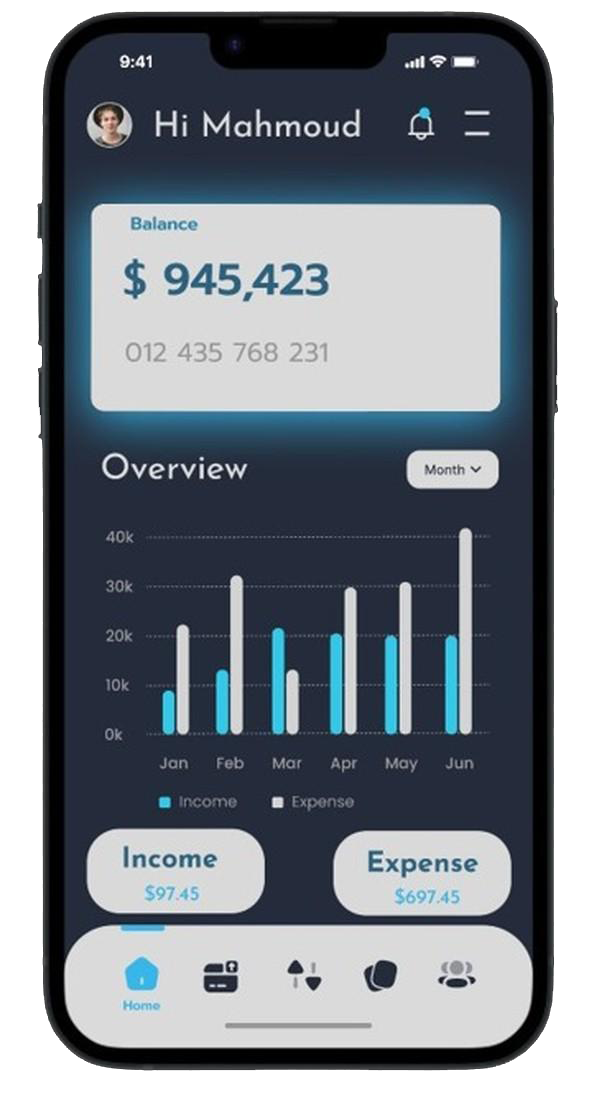 9:41
Hi Mahmoud
Balance
$ 945,423
012 435 768 231
Overview
Month
40k
30k
20k
10k
0k
Jan Feb Mar Apr May Jun
Income Expense
Income Expense
$97.45 $697.45
Home